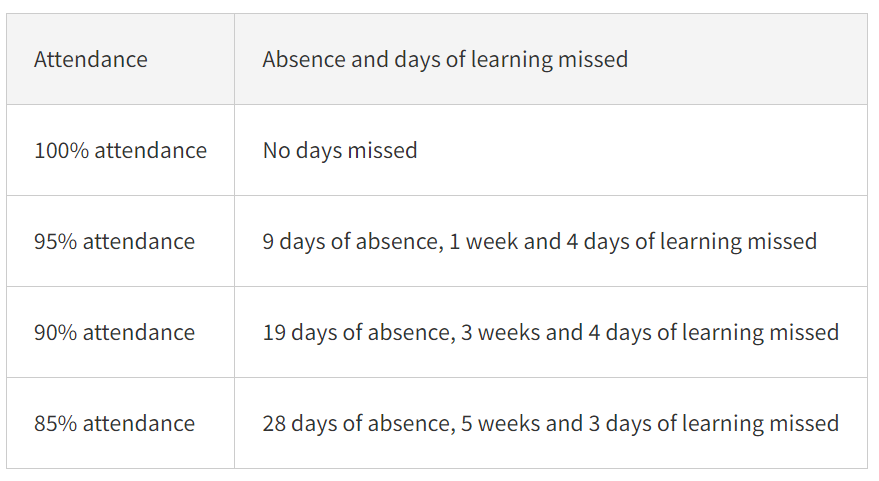 Attendance
Absence and days of learning missed
100% attendance
No days missed
95% attendance
9 days of absence, 1 week and 4 days of learning missed
90% attendance
19 days of absence, 3 weeks and 4 days of learning missed
85% attendance
28 days of absence, 5 weeks and 3 days of learning missed